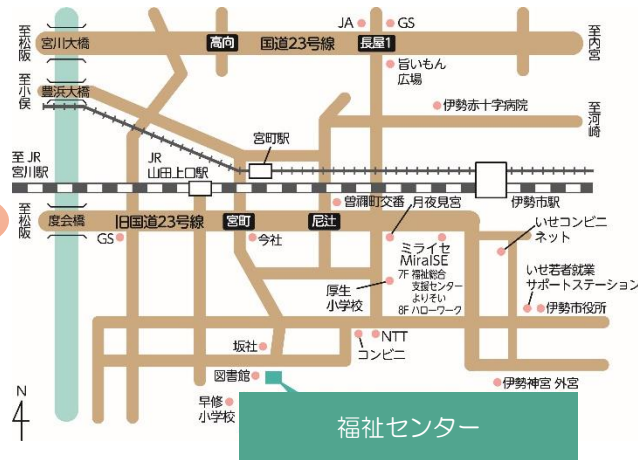 JA
GS
至松阪
宮川大橋
高向
国道23号線
長屋1
至内宮
旨いもん
広場
至小俣
豊浜大橋
伊勢赤十字病院
至河崎
宮町駅
至 JR
宮川駅
JR
山田上口駅
曽禰町交番
月夜見宮
伊勢市駅
至松阪
度会橋
旧国道23号線
宮町
尼辻
GS
今社
ミライセ
MiraISE
7F 福祉総合
支援センター
よりそい
8F ハローワーク
いせコンビニ
ネット
厚生
小学校
いせ若者就業
サポートステーション
伊勢市役所
坂社
NTT
コンビニ
図書館
早修
小学校
伊勢神宮 外宮
N
4
福祉センター